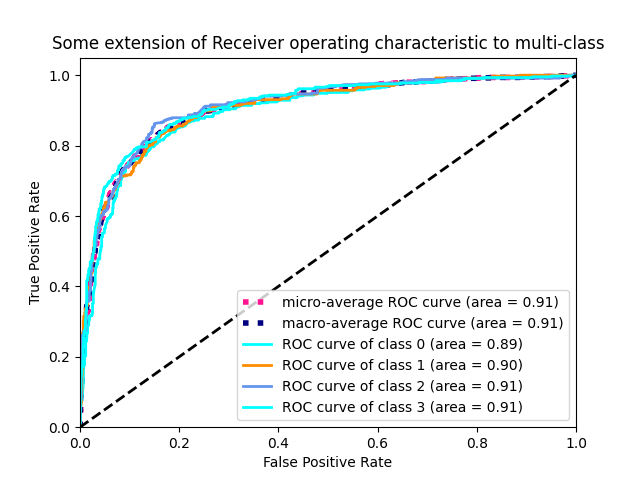 Some extension of Receiver operating characteristic to multi-class
1.0
0.8
0.6
0.4
0.2
0.0
True Positive Rate
micro-average ROC curve (area = 0.91)
macro-average ROC curve (area = 0.91)
ROC curve of class 0 (area = 0.89)
ROC curve of class 1 (area = 0.90)
ROC curve of class 2 (area = 0.91)
ROC curve of class 3 (area = 0.91)
0.0 0.2 0.4 0.6 0.8 1.0
False Positive Rate